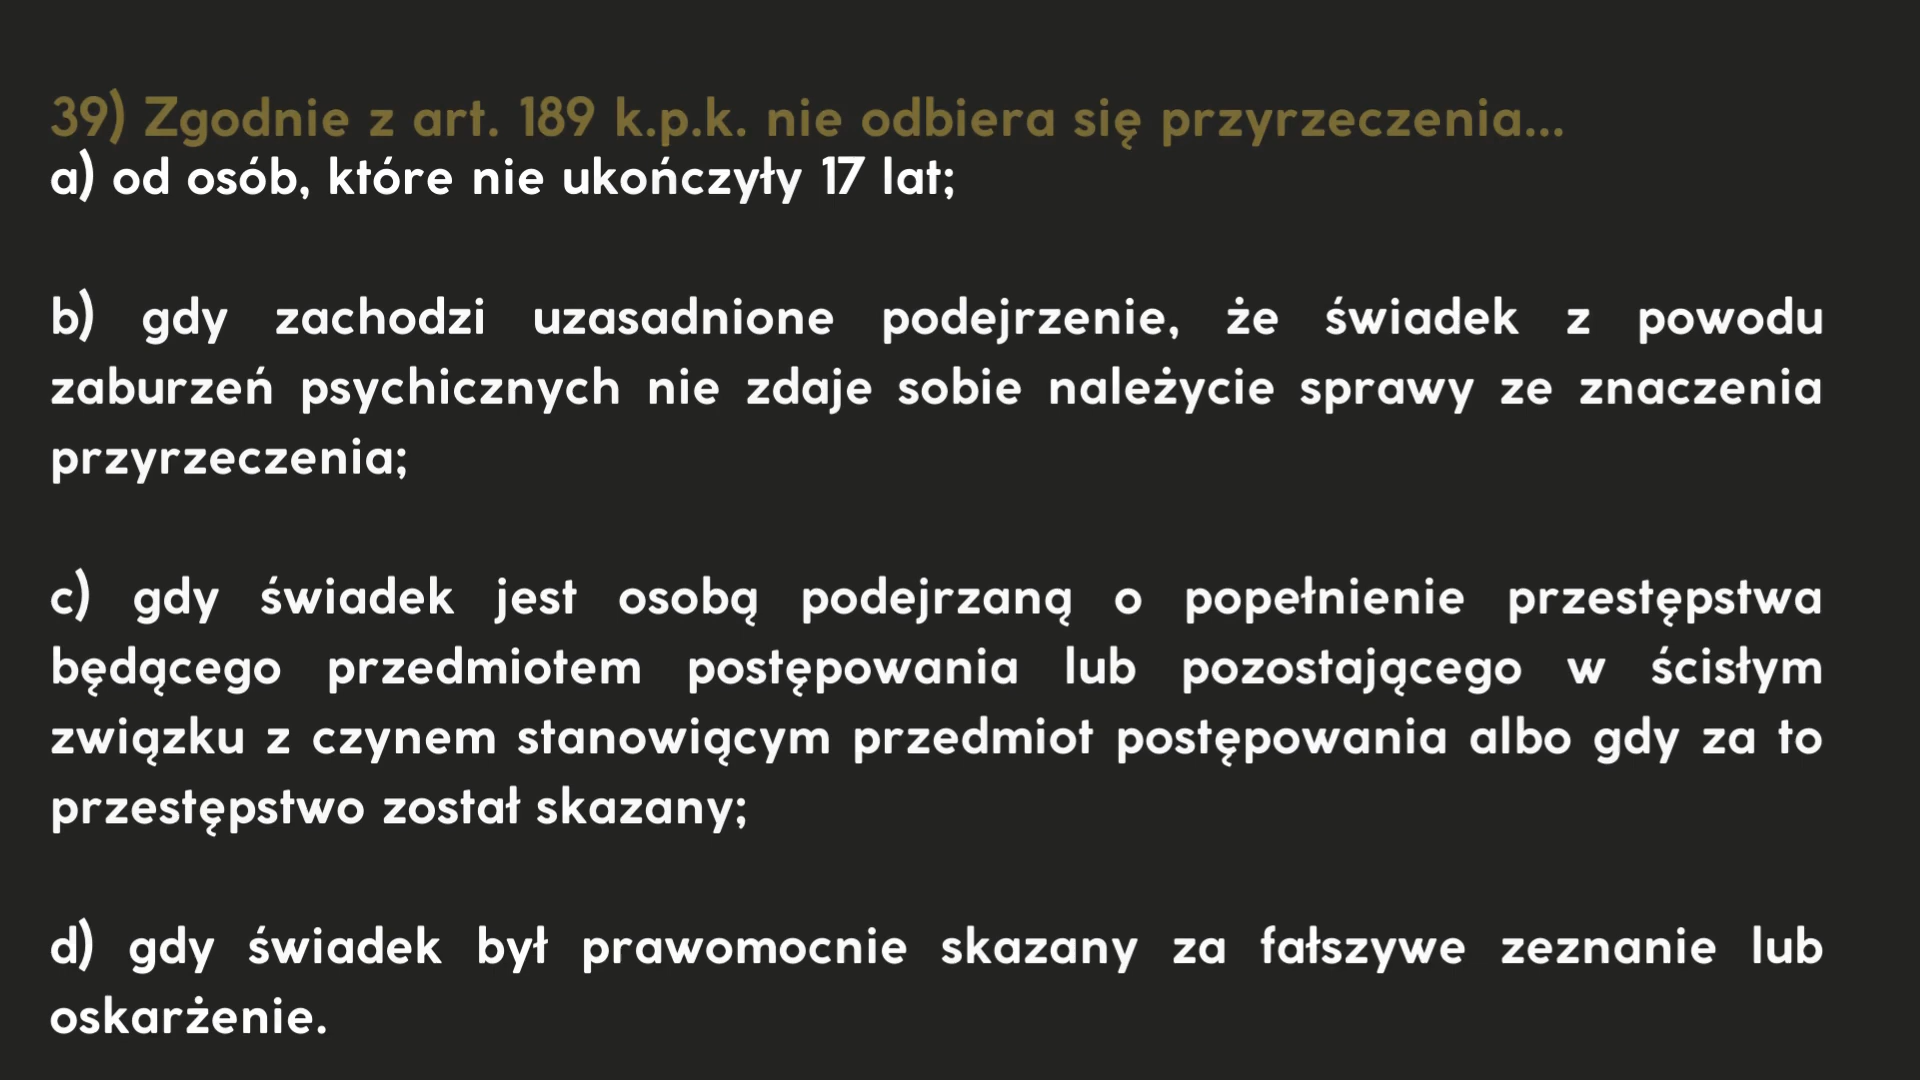 39) Zgodnie z art. 189 k.p.k. nie odbiera się przyrzeczenia...
a) od osób, które nie ukończyły 17 lat;
b) gdy zachodzi uzasadnione podejrzenie, że świadek z powodu
zaburzeń psychicznych nie zdaje sobie należycie sprawy ze znaczenia
przyrzeczenia;
c) gdy świadek jest osobą podejrzaną o popełnienie przestępstwa
będącego przedmiotem postępowania lub pozostającego w ścisłym
związku z czynem stanowiącym przedmiot postępowania albo gdy za to
przestępstwo został skazany;
d) gdy świadek był prawomocnie skazany za fałszywe zeznanie lub
oskarżenie.